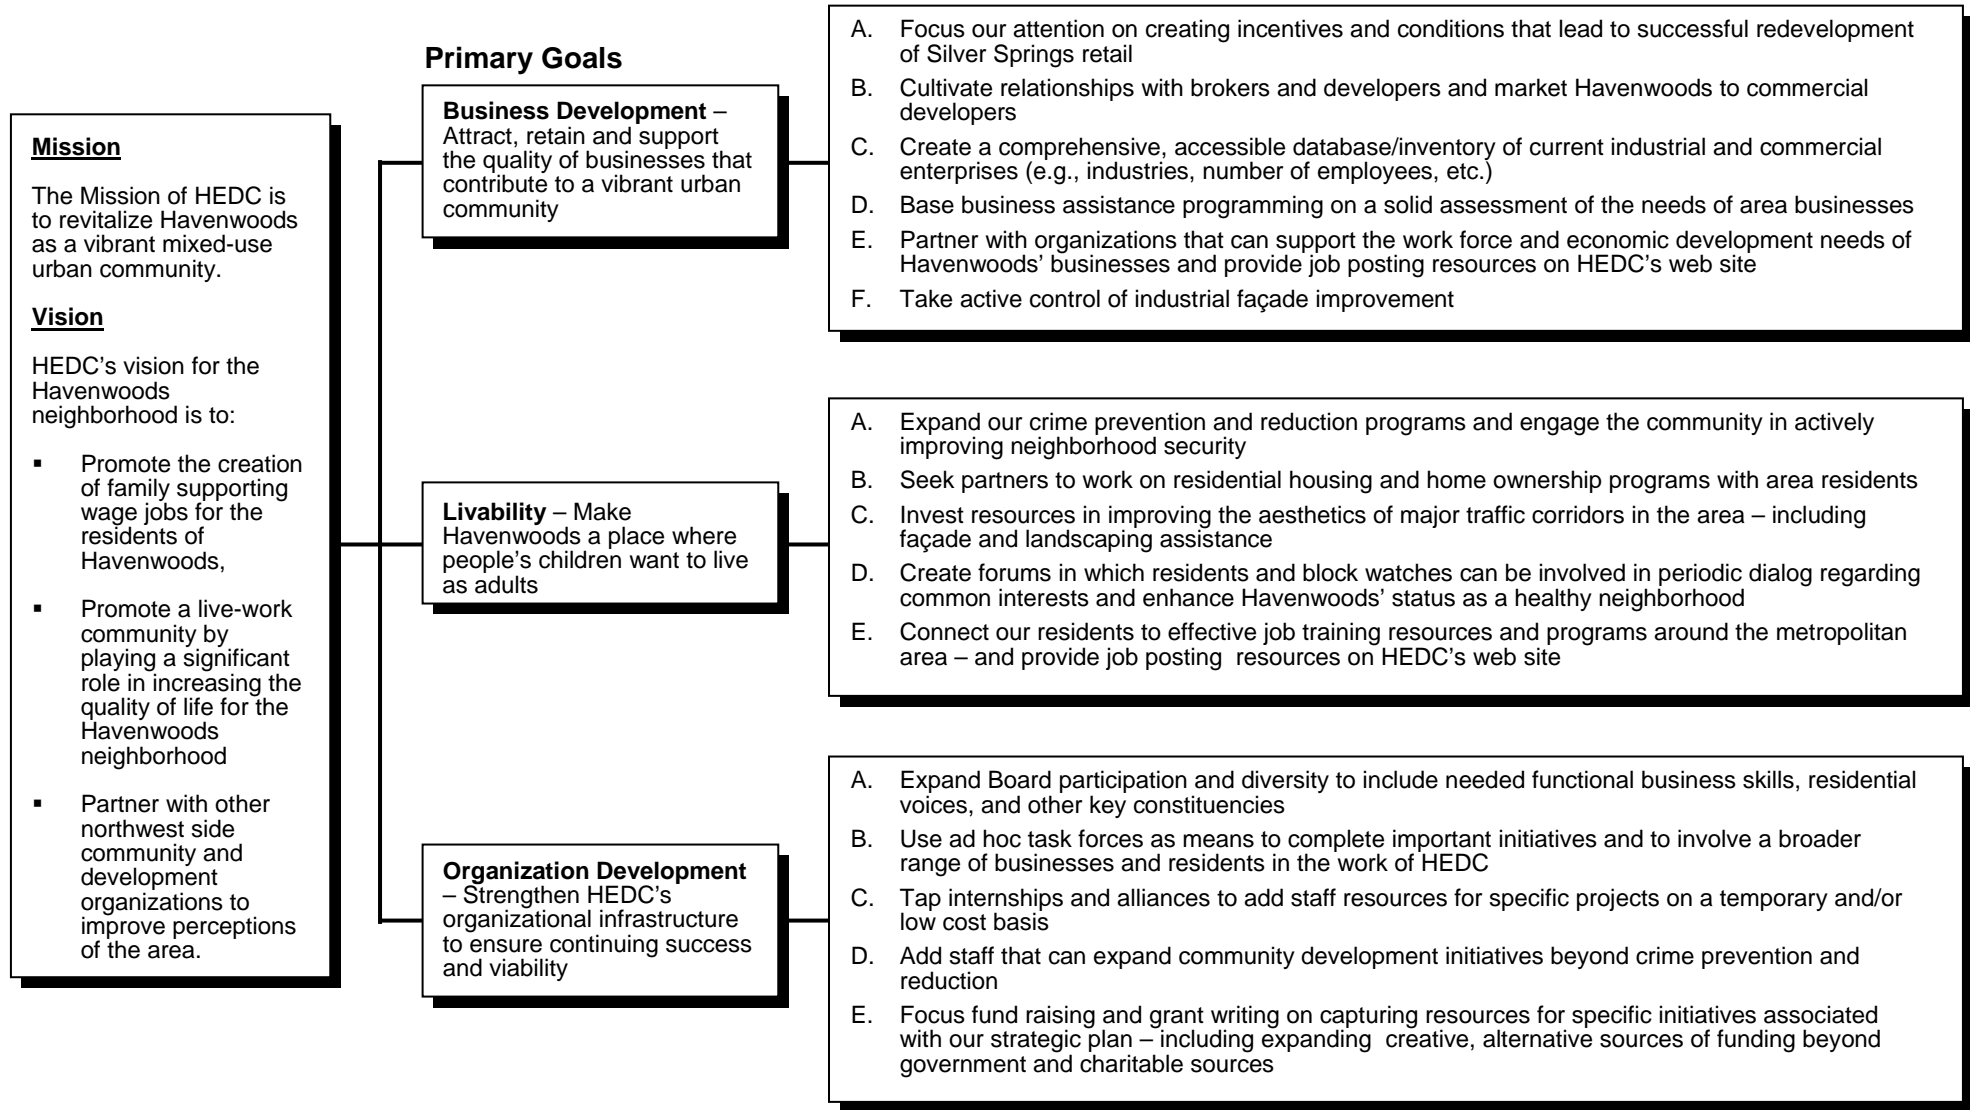 Mission
The Mission of HEDC is
to revitalize Havenwoods
as a vibrant mixed-use
urban community.
Vision
HEDC’s vision for the
Havenwoods
neighborhood is to:
▪ Promote the creation
of family supporting
wage jobs for the
residents of
Havenwoods,
▪ Promote a live-work
community by
playing a significant
role in increasing the
quality of life for the
Havenwoods
neighborhood
▪ Partner with other
northwest side
community and
development
organizations to
improve perceptions
of the area.
Primary Goals
Business Development –
Attract, retain and support
the quality of businesses that
contribute to a vibrant urban
community
A. Focus our attention on creating incentives and conditions that lead to successful redevelopment
of Silver Springs retail
B. Cultivate relationships with brokers and developers and market Havenwoods to commercial
developers
C. Create a comprehensive, accessible database/inventory of current industrial and commercial
enterprises (e.g., industries, number of employees, etc.)
D. Base business assistance programming on a solid assessment of the needs of area businesses
E. Partner with organizations that can support the work force and economic development needs of
Havenwoods’ businesses and provide job posting resources on HEDC’s web site
F. Take active control of industrial façade improvement
Livability – Make
Havenwoods a place where
people’s children want to live
as adults
A. Expand our crime prevention and reduction programs and engage the community in actively
improving neighborhood security
B. Seek partners to work on residential housing and home ownership programs with area residents
C. Invest resources in improving the aesthetics of major traffic corridors in the area – including
façade and landscaping assistance
D. Create forums in which residents and block watches can be involved in periodic dialog regarding
common interests and enhance Havenwoods’ status as a healthy neighborhood
E. Connect our residents to effective job training resources and programs around the metropolitan
area – and provide job posting resources on HEDC’s web site
Organization Development
– Strengthen HEDC’s
organizational infrastructure
to ensure continuing success
and viability
A. Expand Board participation and diversity to include needed functional business skills, residential
voices, and other key constituencies
B. Use ad hoc task forces as means to complete important initiatives and to involve a broader
range of businesses and residents in the work of HEDC
C. Tap internships and alliances to add staff resources for specific projects on a temporary and/or
low cost basis
D. Add staff that can expand community development initiatives beyond crime prevention and
reduction
E. Focus fund raising and grant writing on capturing resources for specific initiatives associated
with our strategic plan – including expanding creative, alternative sources of funding beyond
government and charitable sources